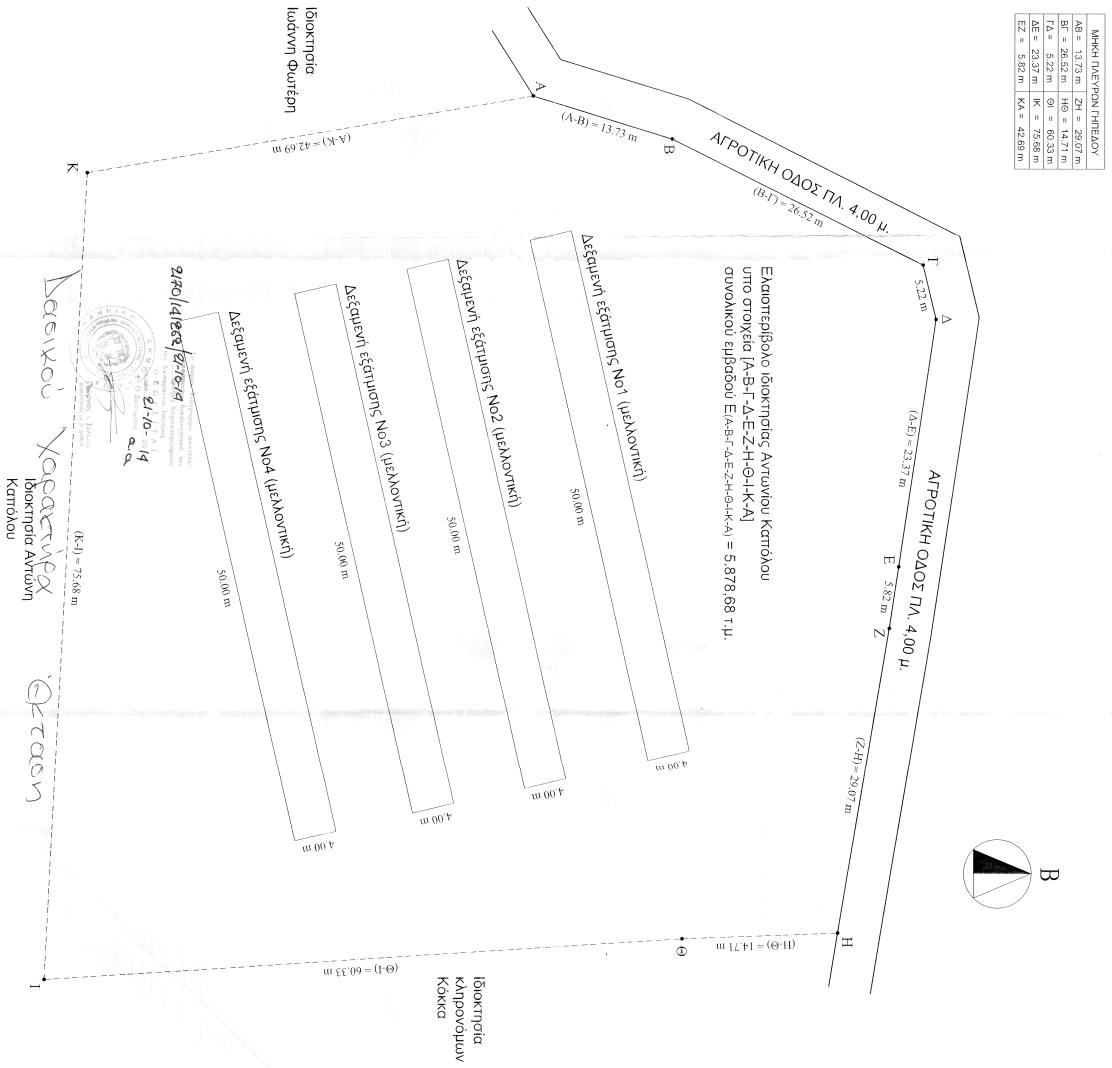 ΜΗΚΗ ΠΛΕΥΡΩΝ ΓΗΠΕΔΟΥ
ΑΒ = 13.73 m ΖΗ = 29.07 m
ΒΓ = 26.52 m ΗΘ = 14.71 m
ΓΔ = 5.22 m ΘΙ = 60.33 m
ΔΕ = 23.37 m ΙΚ = 75.68 m
ΕΖ = 5.82 m ΚΑ = 42.69 m
Β
ΑΓΡΟΤΙΚΗ ΟΔΟΣ ΠΛ. 4,00 μ.
ΑΓΡΟΤΙΚΗ ΟΔΟΣ ΠΛ. 4,00 μ.
Α
(Α-Β) = 13.73 m
Β
(Β-Γ) = 26.52 m
Γ
5.22 m
Δ
(Δ-Ε) = 23.37 m
Ε
5.82 m
Ζ
(Ζ-Η) = 29.07 m
Η
(Η-Θ) = 14.71 m
Θ
(Θ-Ι) = 60.33 m
Ι
(Κ-Ι) = 75.68 m
Κ
(Α-Κ) = 42.69 m
Ελαιοπερίβολο ιδιοκτησίας Αντωνίου Καππόλου
υπο στοιχεία [Α-Β-Γ-Δ-Ε-Ζ-Η-Θ-Ι-Κ-Α]
συνολικού εμβαδού Ε(Α-Β-Γ-Δ-Ε-Ζ-Η-Θ-Ι-Κ-Α) = 5.878,68 τ.μ.
Δεξαμενή εξάτμισης Νο1 (μελλοντική)
50.00 m
4.00 m
Δεξαμενή εξάτμισης Νο2 (μελλοντική)
50.00 m
4.00 m
Δεξαμενή εξάτμισης Νο3 (μελλοντική)
50.00 m
4.00 m
Δεξαμενή εξάτμισης Νο4 (μελλοντική)
50.00 m
4.00 m
Ιδιοκτησία
Ιωάννη Φωτέρη
Ιδιοκτησία
κληρονόμων
Κόκκα
Ιδιοκτησία Αντώνη
Καππόλου
21-10-2014
α.α
Δασικού Χαρακτήρα Έκταση